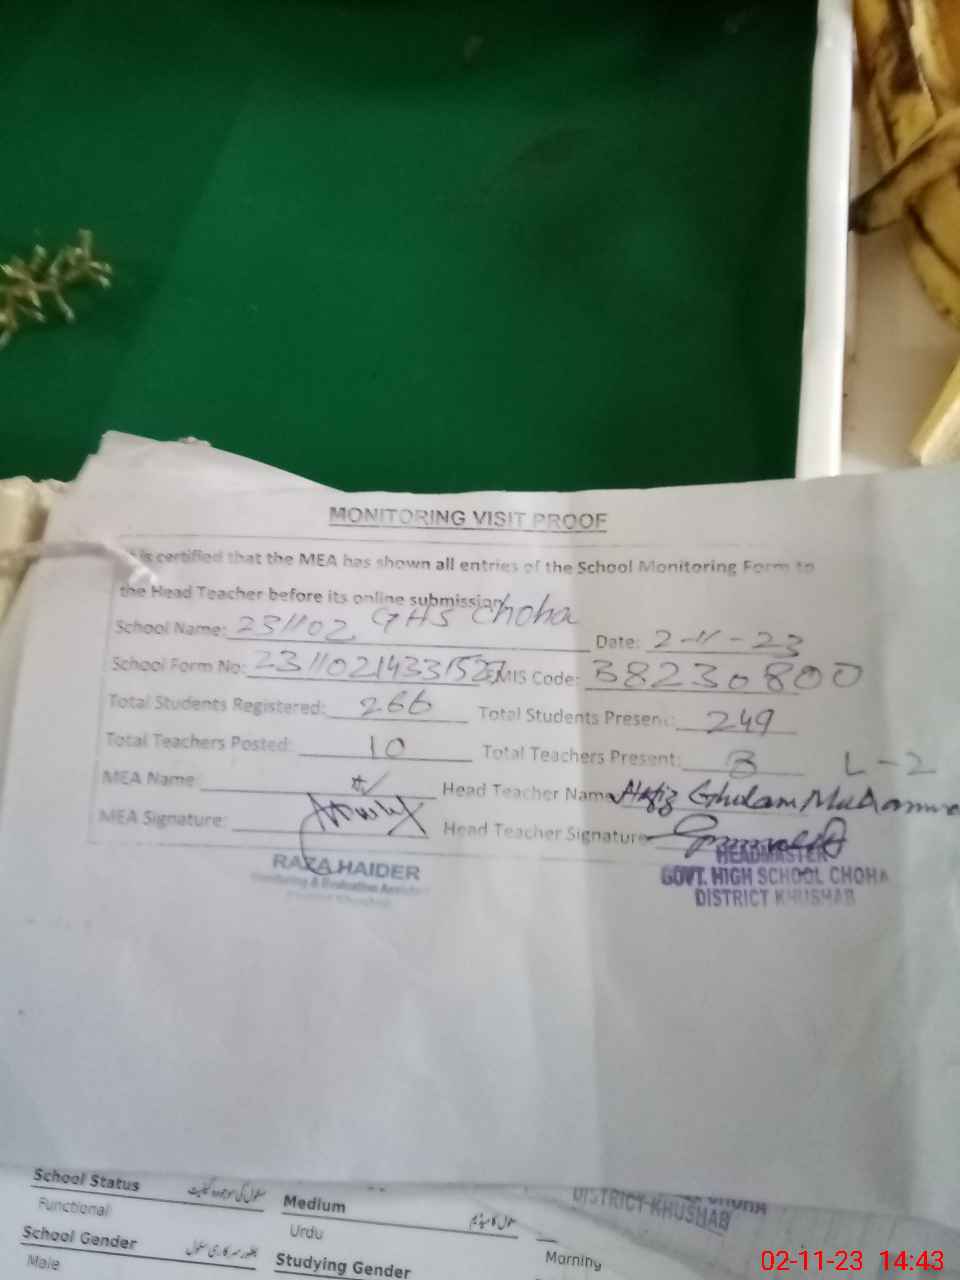 MONITORING VISIT PROOF
is certified that the MEA has shown all entries of the School Monitoring Form to
the Head Teacher before its online submission
School Name: 231102 GHS Choha Date: 2-11-23
School Form No: EMIS Code: 38230800
Total Students Registered: 266 Total Students Present: 249
Total Teachers Posted: 10 Total Teachers Present: 8 L-2
MEA Name: Head Teacher Name Hafiz Ghulam
MEA Signature: Head Teacher Signature
RAZA HAIDER
Monitoring & Evaluation Assistant
HEADMASTER
GOVT. HIGH SCHOOL CHOHA
DISTRICT KHUSHAB
School Status
Functional
Medium
Urdu
School Gender
Male
Studying Gender
Morning
CHOHA
DISTRICT KHUSHAB
02-11-23 14:43